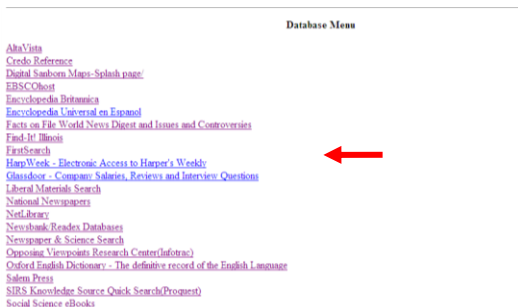 Database Menu
AltaVista
Credo Reference
Digital Sanborn Maps-Splash page/
EBSCOhost
Encyclopedia Britannica
Encyclopedia Universal en Espanol
Facts on File World News Digest and Issues and Controversies
Find-It! Illinois
FirstSearch
HarpWeek - Electronic Access to Harper's Weekly
Glassdoor - Company Salaries, Reviews and Interview Questions
Liberal Materials Search
National Newspapers
NetLibrary
Newsbank/Readex Databases
Newspaper & Science Search
Opposing Viewpoints Research Center(Infotrac)
Oxford English Dictionary - The definitive record of the English Language
Salem Press
SIRS Knowledge Source Quick Search(Proquest)
Social Science eBooks